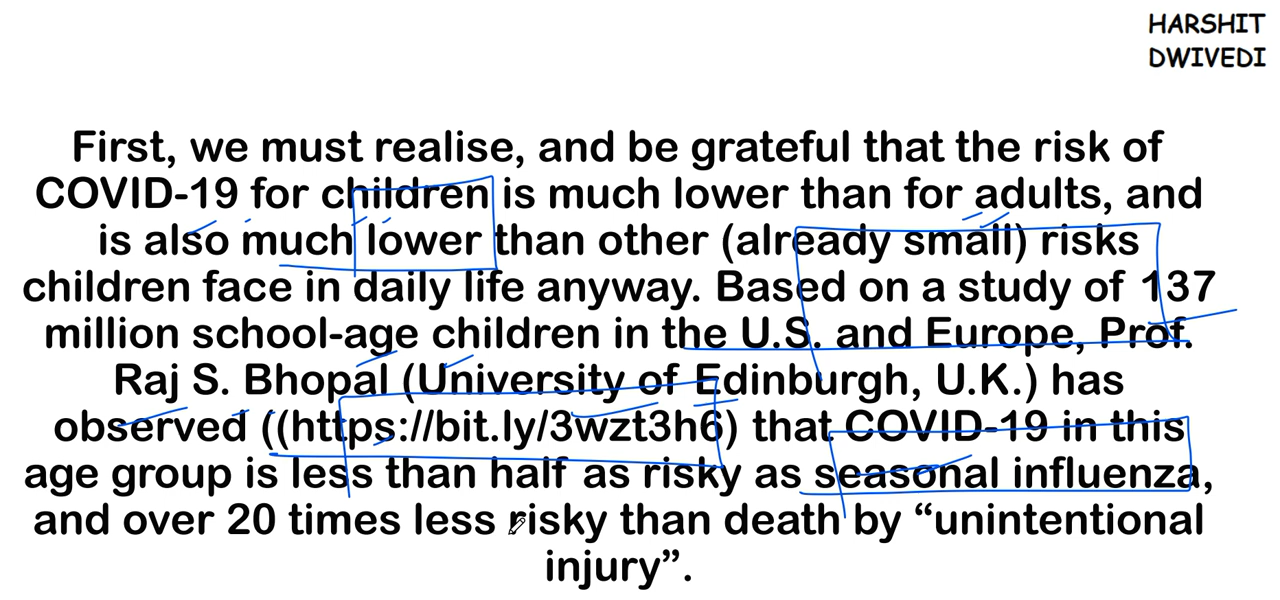 HARSHIT
DWIVEDI
First, we must realise, and be grateful that the risk of
COVID-19 for children is much lower than for adults, and
is also much lower than other (already small) risks
children face in daily life anyway. Based on a study of 137
million school-age children in the U.S. and Europe, Prof.
Raj S. Bhopal (University of Edinburgh, U.K.) has
observed ((https://bit.ly/3wzt3h6) that COVID-19 in this
age group is less than half as risky as seasonal influenza,
and over 20 times less risky than death by “unintentional
injury”.